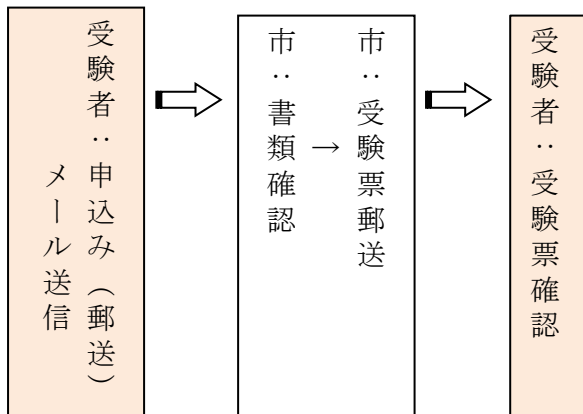 受験者：申込み（郵送）
メール送信
市：書類確認
→
市：受験票郵送
受験者：受験票確認